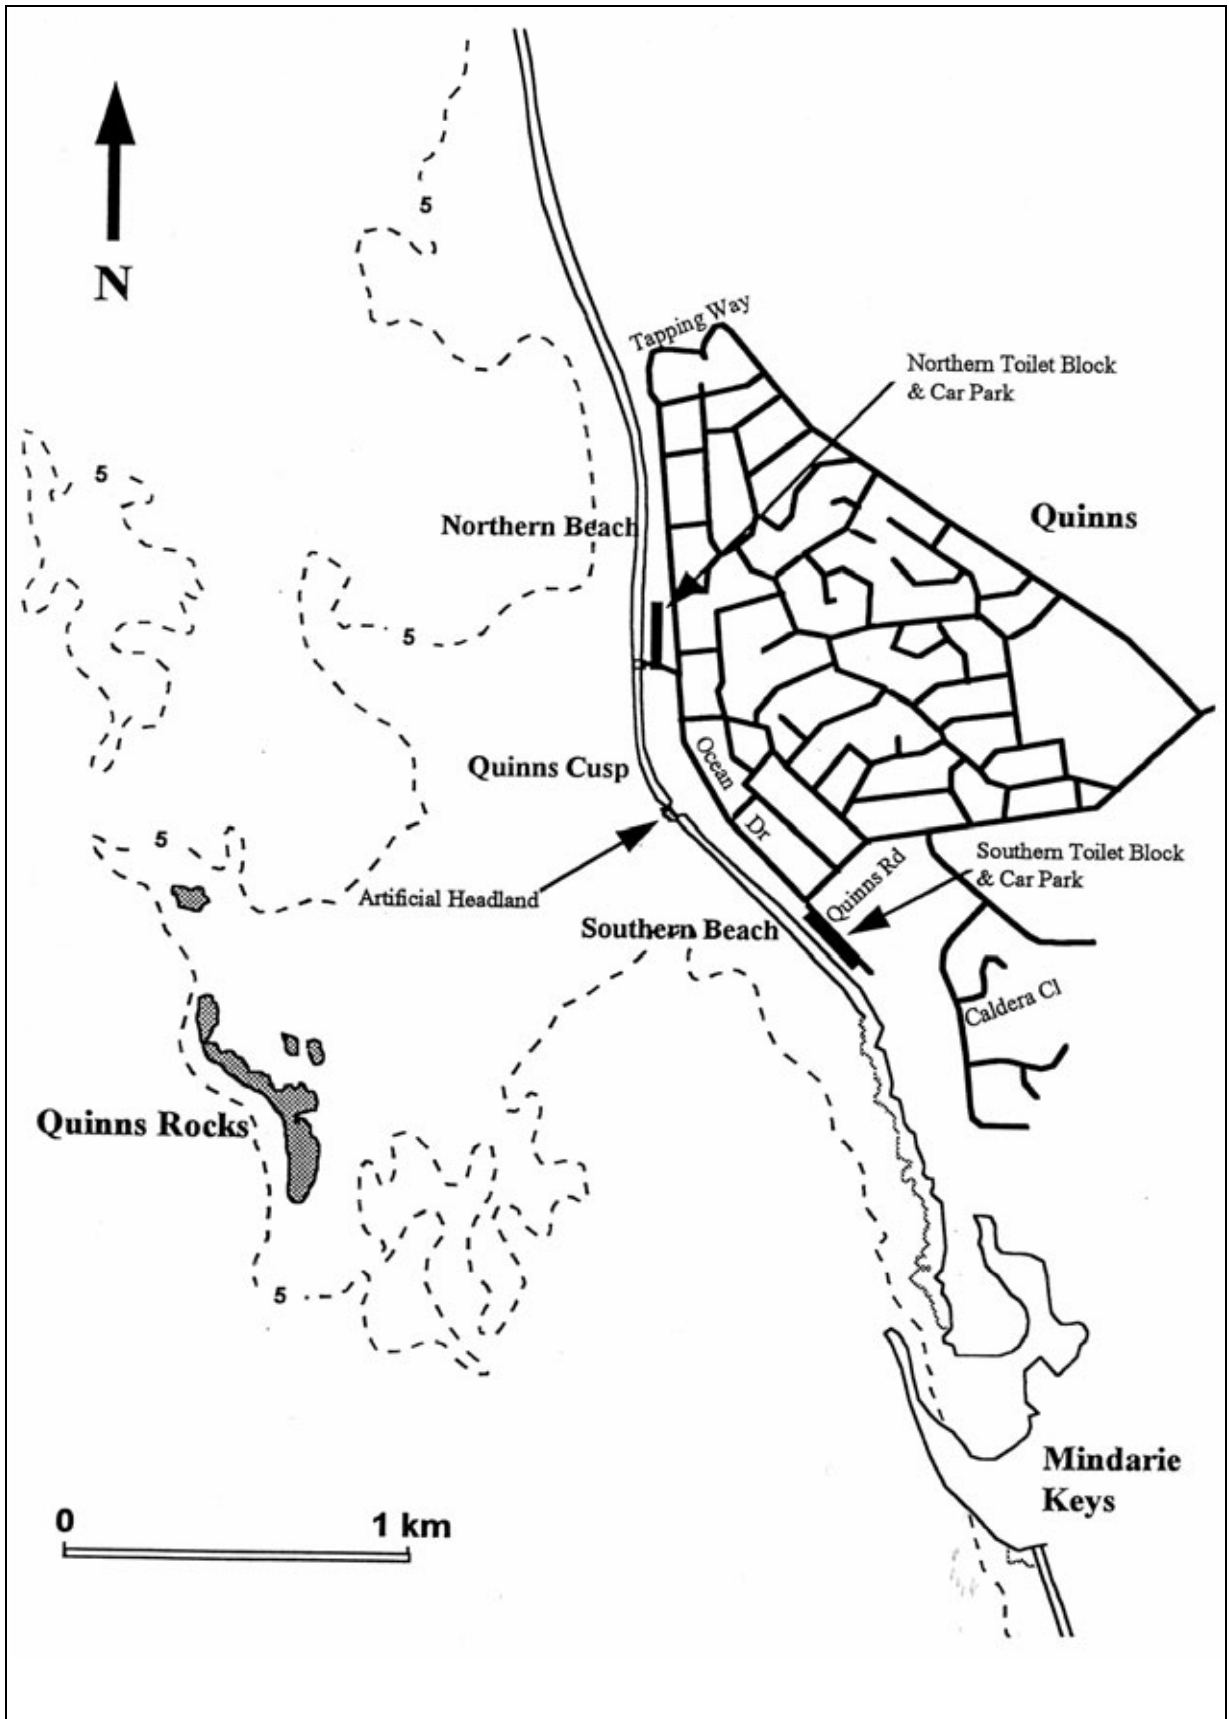 5
N
Tapping Way
Northern Toilet Block
& Car Park
5
Northern Beach
Quinns
5
Quinns Cusp
Ocean
Dr
5
Quinns Rd
Southern Toilet Block
& Car Park
Artificial Headland
Southern Beach
Caldera Cl
Quinns Rocks
5
Mindarie
Keys
0
1 km